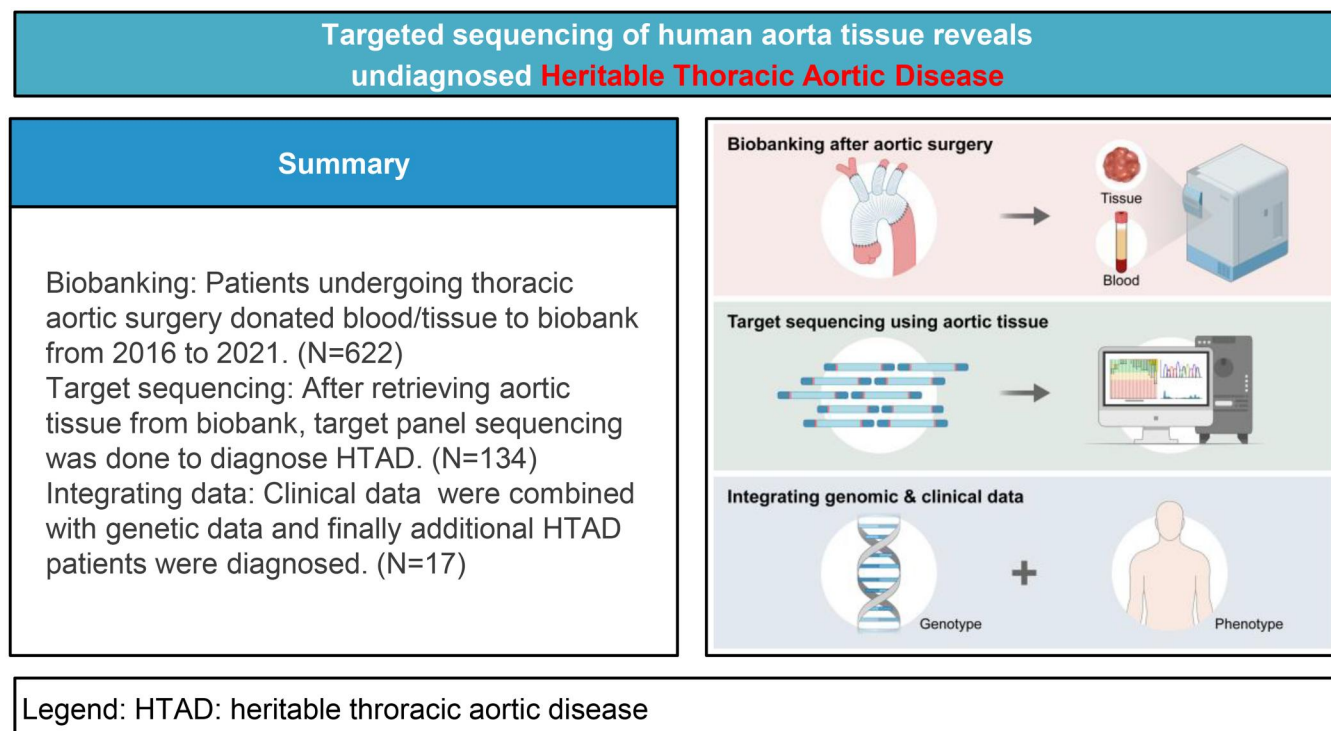 Targeted sequencing of human aorta tissue reveals
undiagnosed Heritable Thoracic Aortic Disease
Summary
Biobanking: Patients undergoing thoracic
aortic surgery donated blood/tissue to biobank
from 2016 to 2021. (N=622)
Target sequencing: After retrieving aortic
tissue from biobank, target panel sequencing
was done to diagnose HTAD. (N=134)
Integrating data: Clinical data  were combined
with genetic data and finally additional HTAD
patients were diagnosed. (N=17)
Biobanking after aortic surgery
Tissue
Blood
Target sequencing using aortic tissue
Integrating genomic & clinical data
Genotype
+
Phenotype
Legend: HTAD: heritable throracic aortic disease